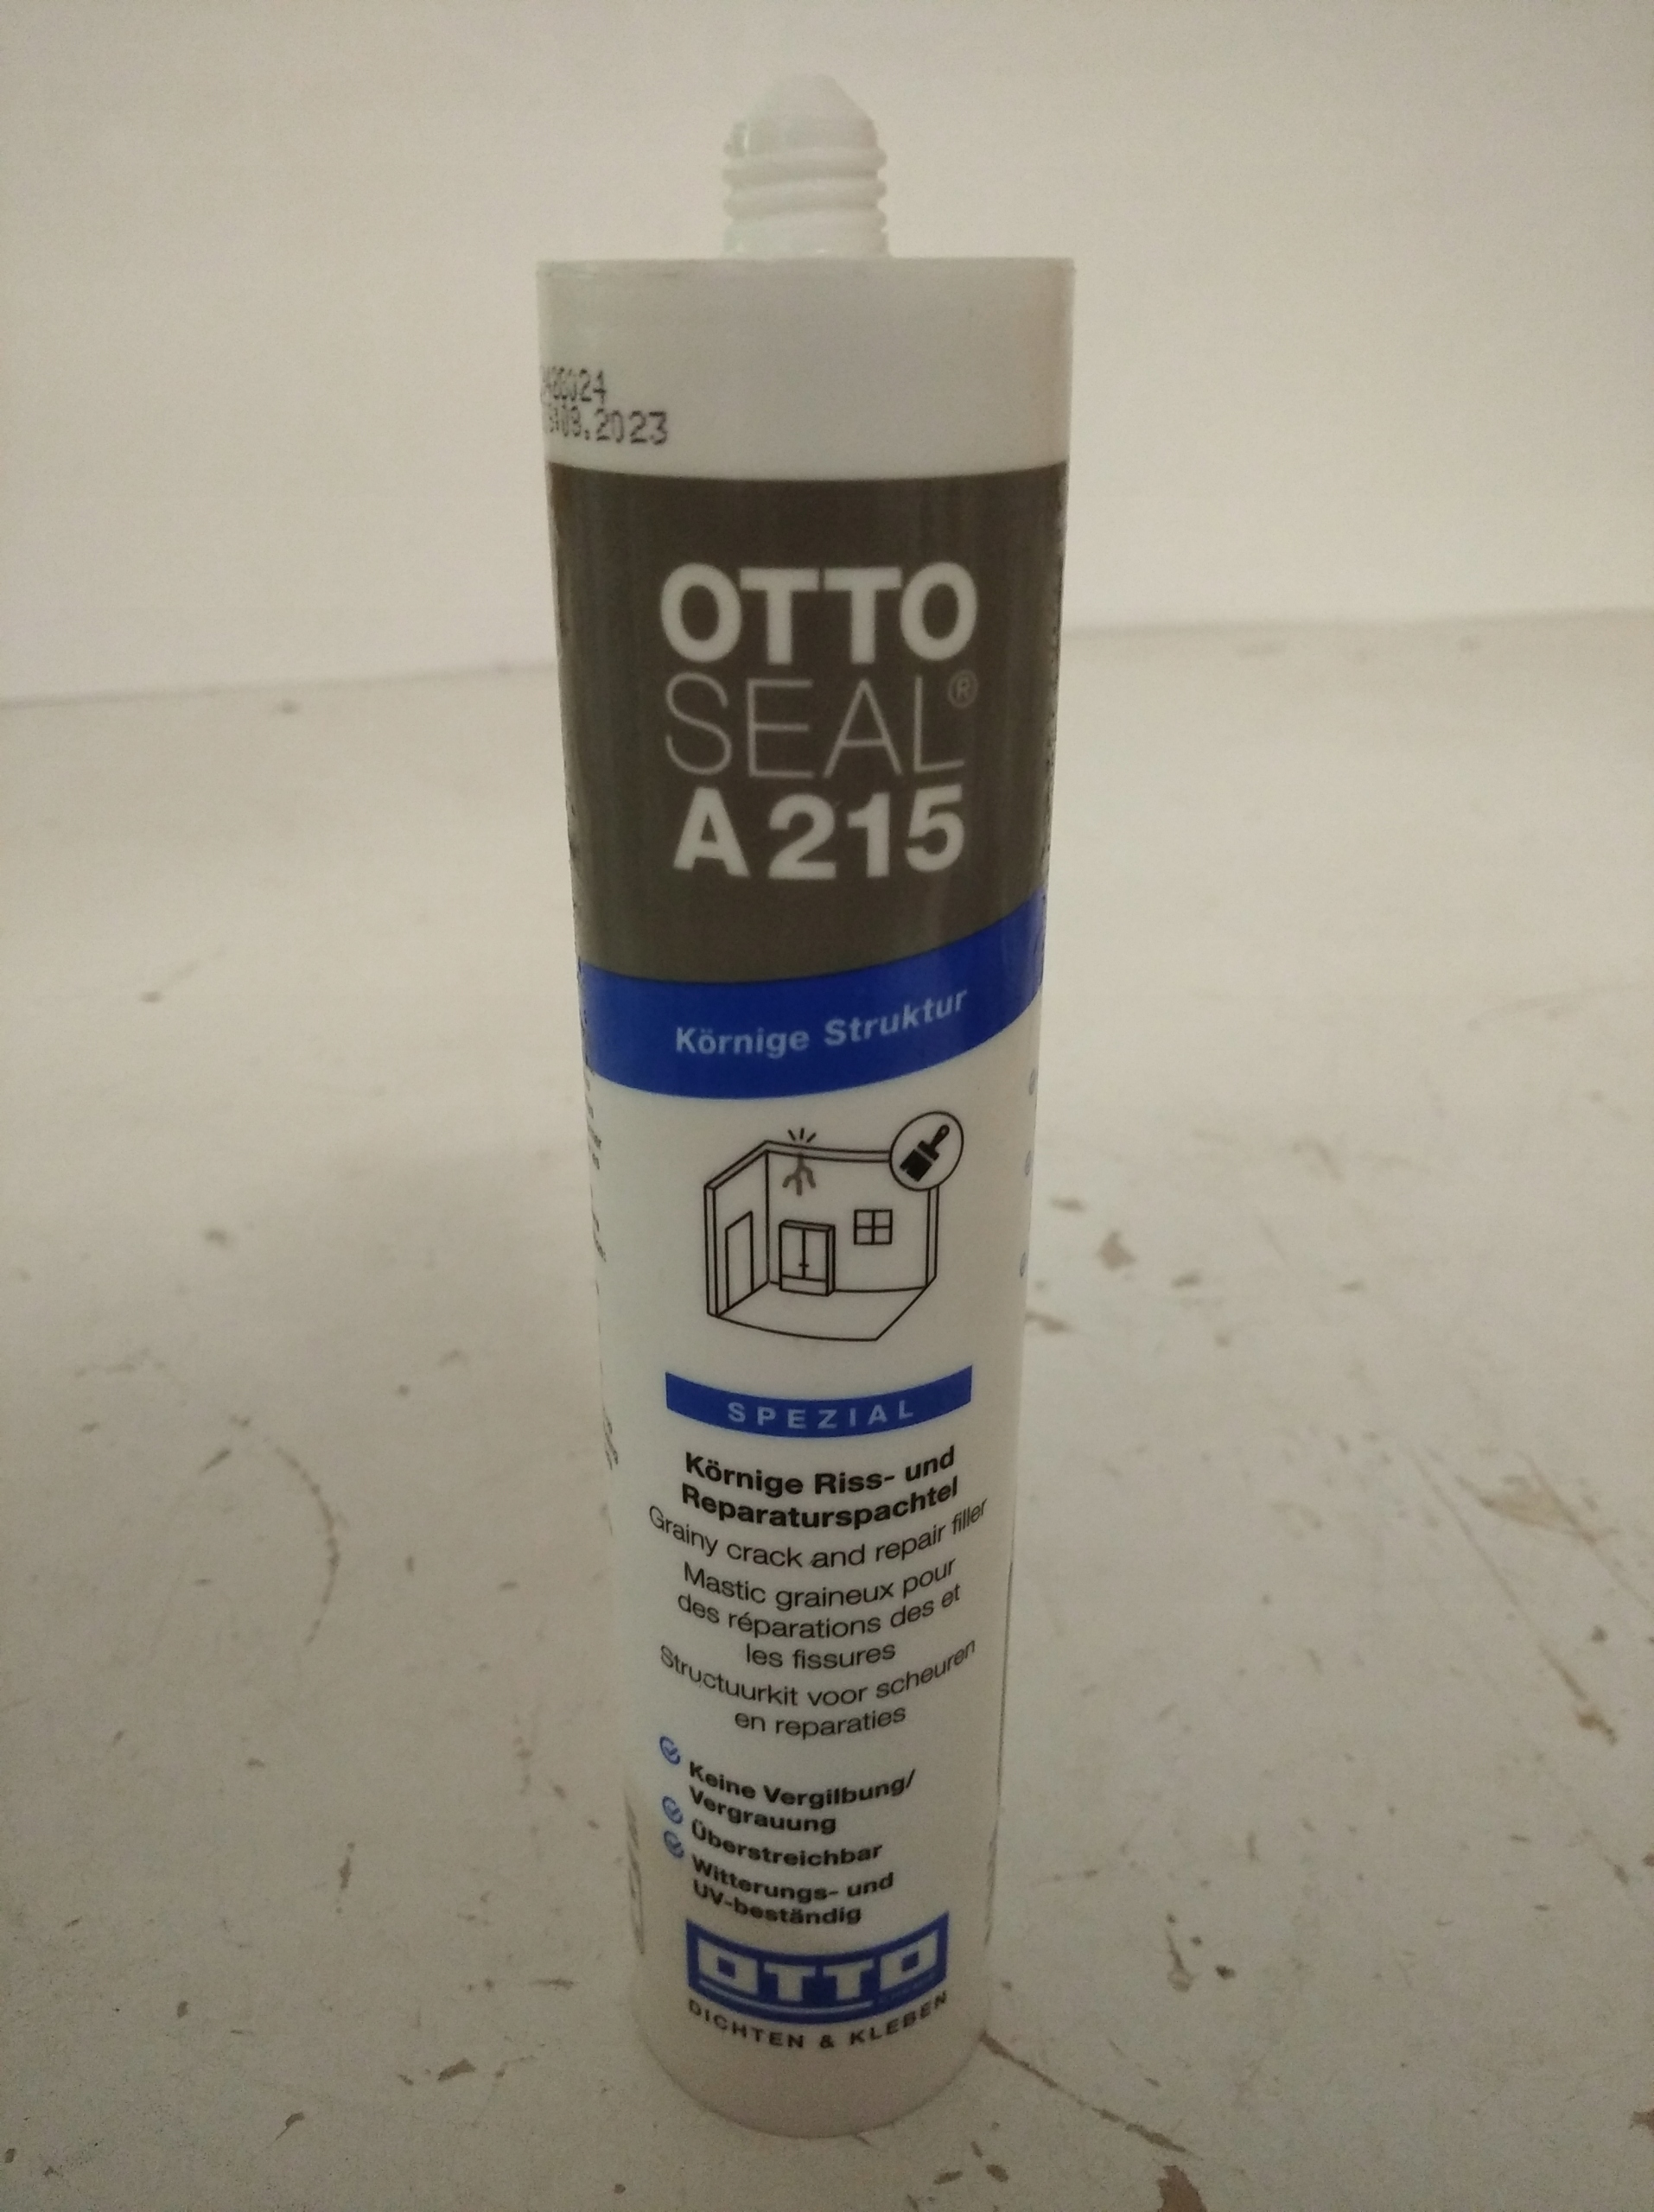 .2023
OTTO
SEAL®
A 215
Körnige Struktur
SPEZIAL
Körnige Riss- und
Reparaturspachtel
Grainy crack and repair filler
Mastic graineux pour
des réparations des et
les fissures
Structuurkit voor scheuren
en reparaties
Keine Vergilbung/
Vergrauung
Überstreichbar
Witterungs- und
UV-beständig
OTTO
DICHTEN & KLEBEN